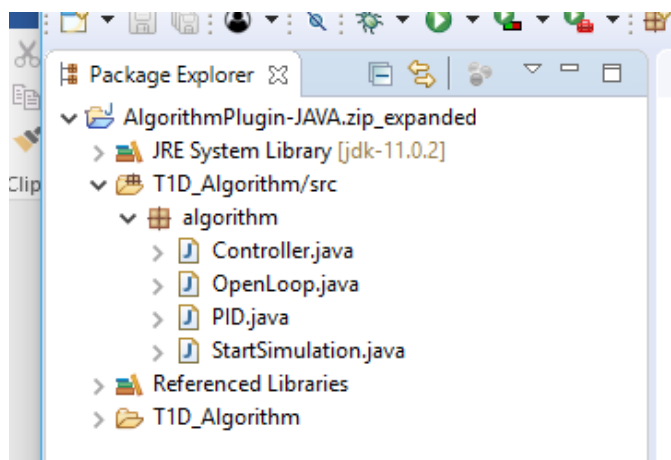 Package Explorer
AlgorithmPlugin-JAVA.zip_expanded
JRE System Library [jdk-11.0.2]
Clip
T1D_Algorithm/src
algorithm
Controller.java
OpenLoop.java
PID.java
StartSimulation.java
Referenced Libraries
T1D_Algorithm